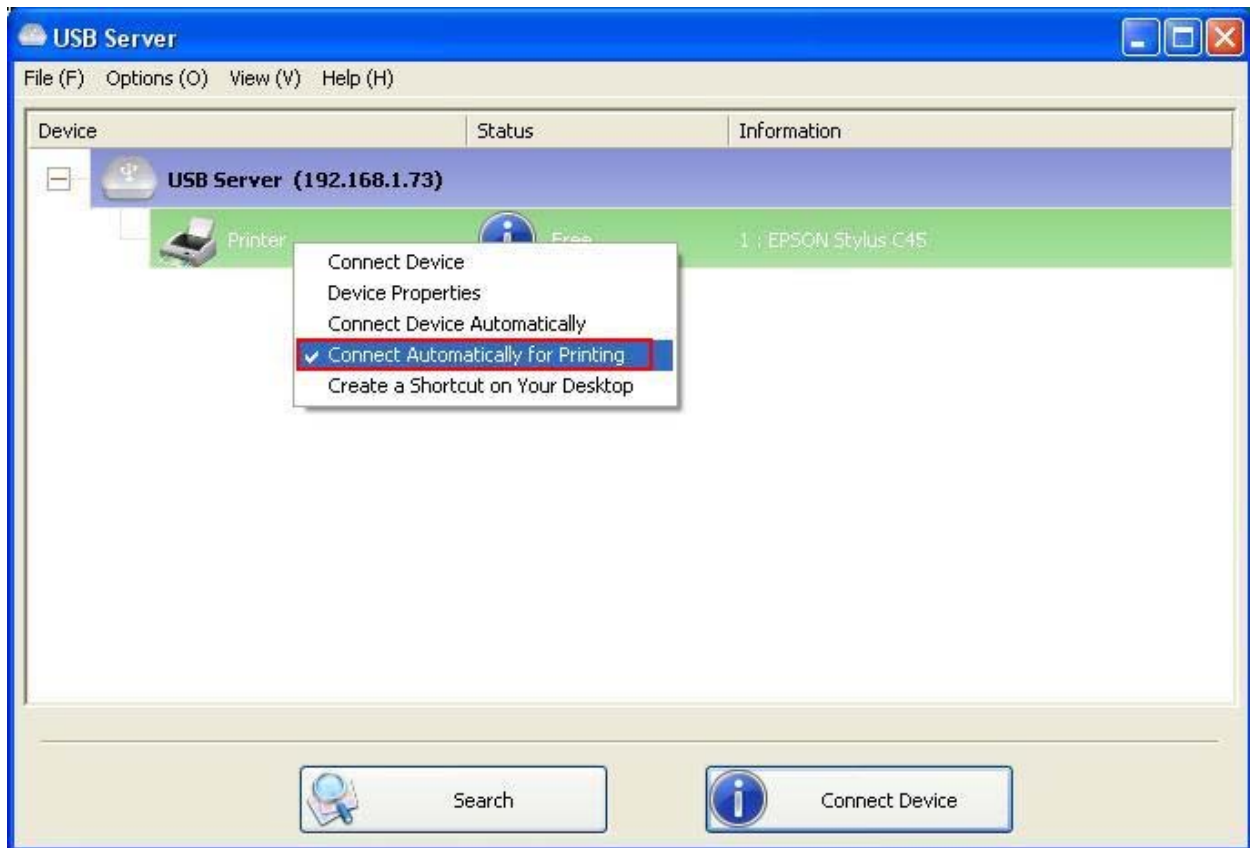 USB Server
File (F) Options (O) View (V) Help (H)
Device Status Information
USB Server (192.168.1.73)
Printer Free 1 : EPSON Stylus C45
Connect Device
Device Properties
Connect Device Automatically
Connect Automatically for Printing
Create a Shortcut on Your Desktop
Search Connect Device